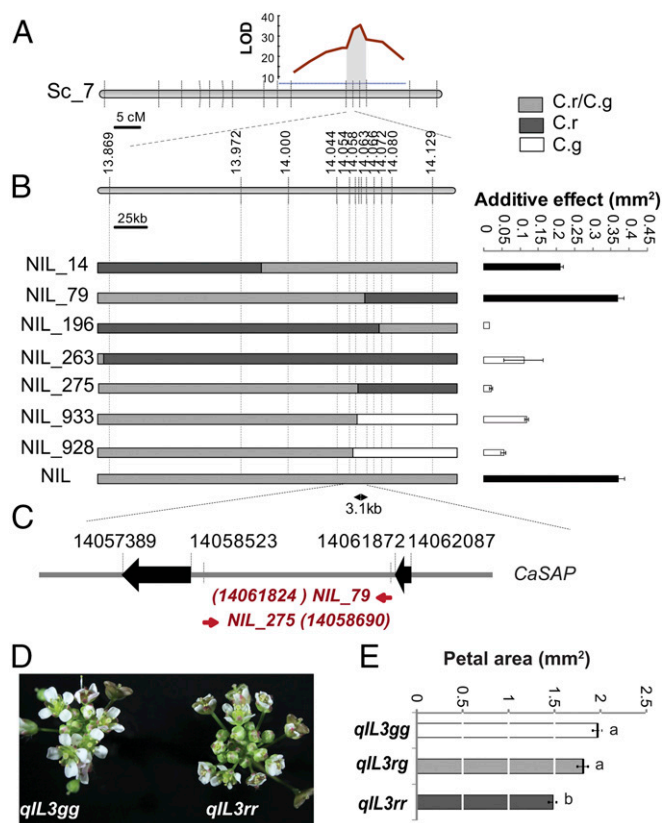 A
LOD
40
30
20
10
Sc_7
5 cM
C.r/C.g
C.r
C.g
13.869
13.972
14.000
14.044
14.054
14.058
14.063
14.066
14.072
14.080
14.129
B
25kb
Additive effect (mm²)
0
0.05
0.1
0.15
0.2
0.25
0.3
0.35
0.4
0.45
NIL_14
NIL_79
NIL_196
NIL_263
NIL_275
NIL_933
NIL_928
NIL
3.1kb
C
14057389 14058523 14061872 14062087
CaSAP
(14061824 ) NIL_79
NIL_275 (14058690)
D
qIL3gg qIL3rr
E
Petal area (mm²)
0 0.5 1 1.5 2 2.5
qIL3gg a
qIL3rg a
qIL3rr b